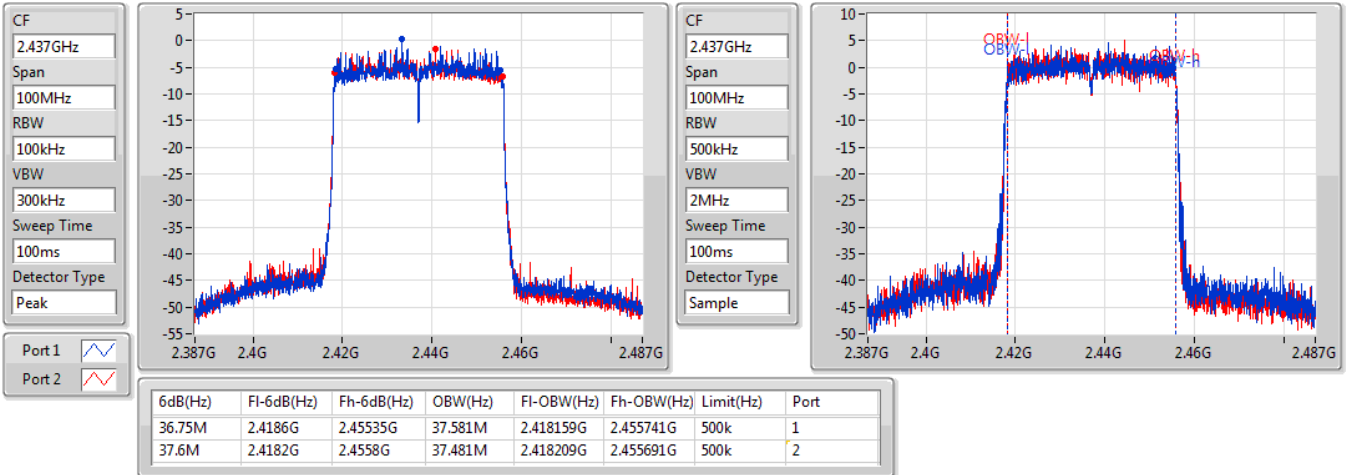 CF
2.437GHz
Span
100MHz
RBW
100kHz
VBW
300kHz
Sweep Time
100ms
Detector Type
Peak
Port 1
Port 2
5
0
-5
-10
-15
-20
-25
-30
-35
-40
-45
-50
-55
2.387G 2.4G 2.42G 2.44G 2.46G 2.487G
CF
2.437GHz
Span
100MHz
RBW
500kHz
VBW
2MHz
Sweep Time
100ms
Detector Type
Sample
10
5
0
-5
-10
-15
-20
-25
-30
-35
-40
-45
-50
OBW-l
OBW-l
OBW-h
OBW-h
2.387G 2.4G 2.42G 2.44G 2.46G 2.487G
6dB(Hz) Fl-6dB(Hz) Fh-6dB(Hz) OBW(Hz) Fl-OBW(Hz) Fh-OBW(Hz) Limit(Hz) Port
36.75M 2.4186G 2.45535G 37.581M 2.418159G 2.455741G 500k 1
37.6M 2.4182G 2.4558G 37.481M 2.418209G 2.455691G 500k 2